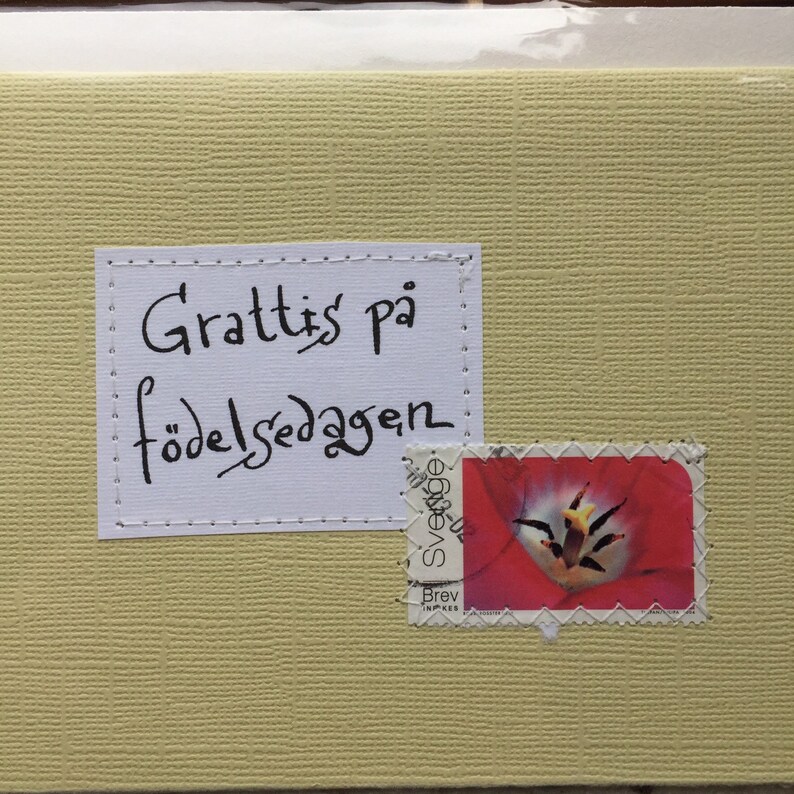 Grattis på
födelsedagen
Sverige
Brev
INRIKES